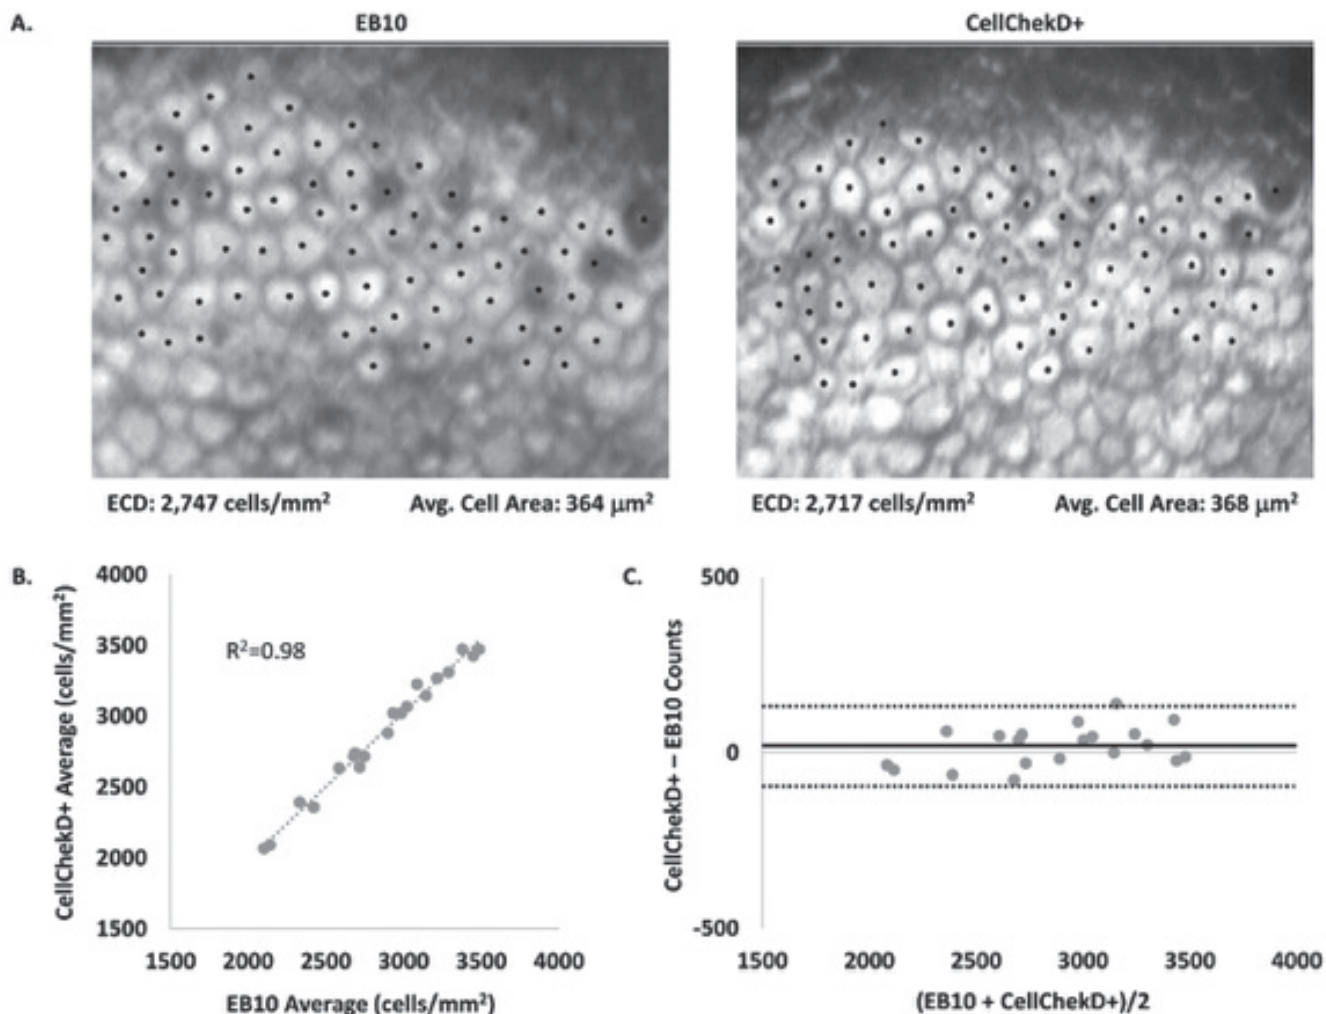 A.
EB10
CellChekD+
ECD: 2,747 cells/mm²
Avg. Cell Area: 364 µm²
ECD: 2,717 cells/mm²
Avg. Cell Area: 368 µm²
B.
CellChekD+ Average (cells/mm²)
4000
3500
3000
2500
2000
1500
R²=0.98
1500 2000 2500 3000 3500 4000
EB10 Average (cells/mm²)
C.
CellChekD+ – EB10 Counts
500
0
-500
1500 2000 2500 3000 3500 4000
(EB10 + CellChekD+)/2